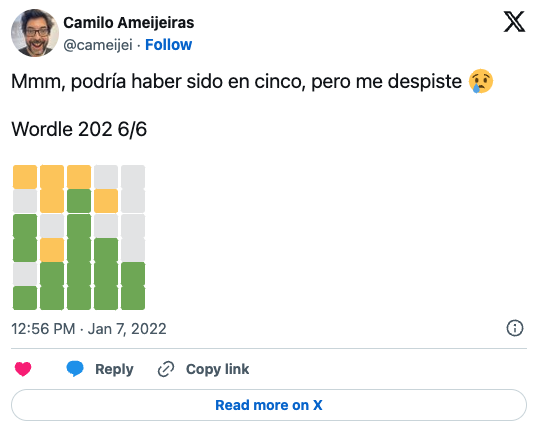 Camilo Ameijeiras
@cameijei · Follow
Mmm, podría haber sido en cinco, pero me despiste 😢
Wordle 202 6/6
12:56 PM · Jan 7, 2022
Reply
Copy link
Read more on X